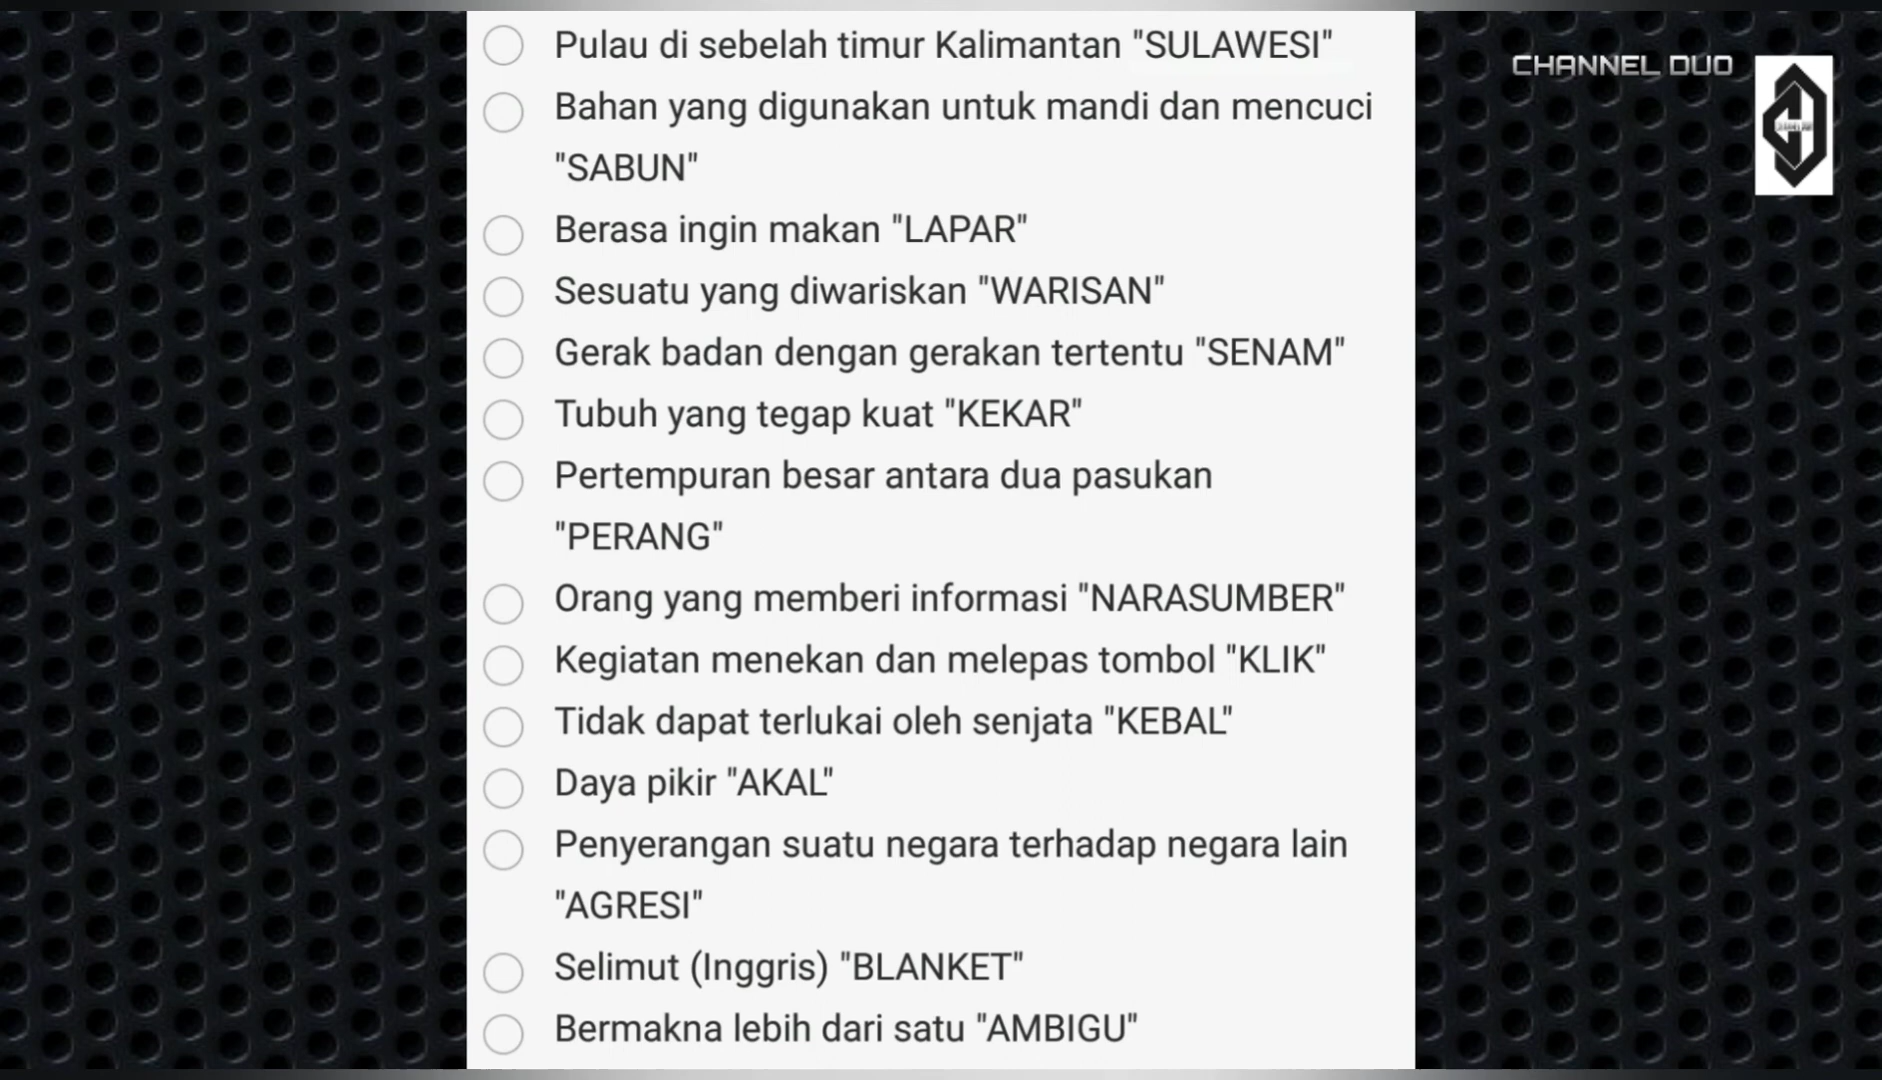 Pulau di sebelah timur Kalimantan "SULAWESI"
CHANNEL DUO
Bahan yang digunakan untuk mandi dan mencuci
"SABUN"
Berasa ingin makan "LAPAR"
Sesuatu yang diwariskan "WARISAN"
Gerak badan dengan gerakan tertentu "SENAM"
Tubuh yang tegap kuat "KEKAR"
Pertempuran besar antara dua pasukan
"PERANG"
Orang yang memberi informasi "NARASUMBER"
Kegiatan menekan dan melepas tombol "KLIK"
Tidak dapat terlukai oleh senjata "KEBAL"
Daya pikir "AKAL"
Penyerangan suatu negara terhadap negara lain
"AGRESI"
Selimut (Inggris) "BLANKET"
Bermakna lebih dari satu "AMBIGU"